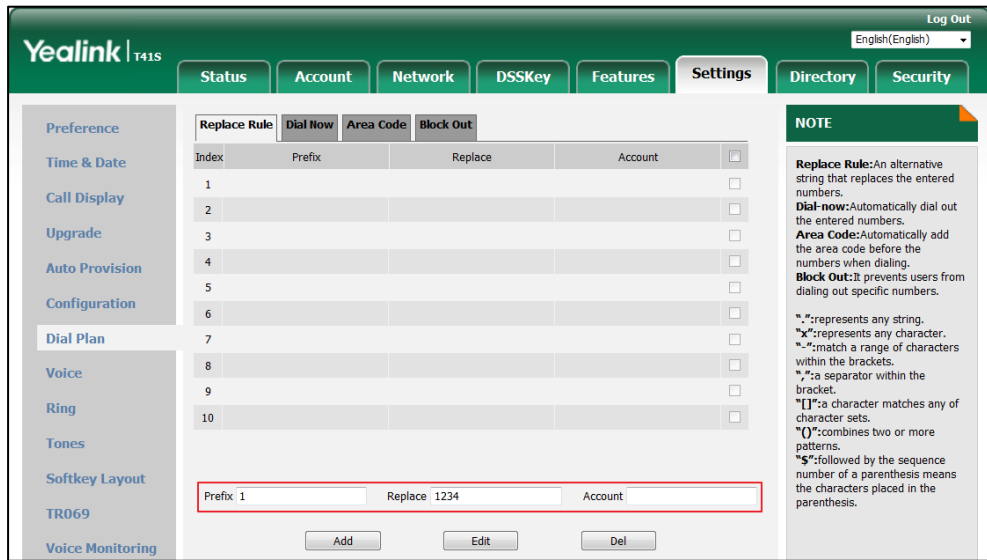 Log Out
Yealink | T41S
English(English)
Status Account Network DSSKey Features Settings Directory Security
Preference
Time & Date
Call Display
Upgrade
Auto Provision
Configuration
Dial Plan
Voice
Ring
Tones
Softkey Layout
TR069
Voice Monitoring
Replace Rule Dial Now Area Code Block Out
Index Prefix Replace Account
1
2
3
4
5
6
7
8
9
10
Prefix 1 Replace 1234 Account
Add Edit Del
NOTE
Replace Rule:An alternative
string that replaces the entered
numbers.
Dial-now:Automatically dial out
the entered numbers.
Area Code:Automatically add
the area code before the
numbers when dialing.
Block Out:It prevents users from
dialing out specific numbers.
".":represents any string.
"x":represents any character.
"-":match a range of characters
within the brackets.
",":a separator within the
bracket.
"[]":a character matches any of
character sets.
"()":combines two or more
patterns.
"$":followed by the sequence
number of a parenthesis means
the characters placed in the
parenthesis.